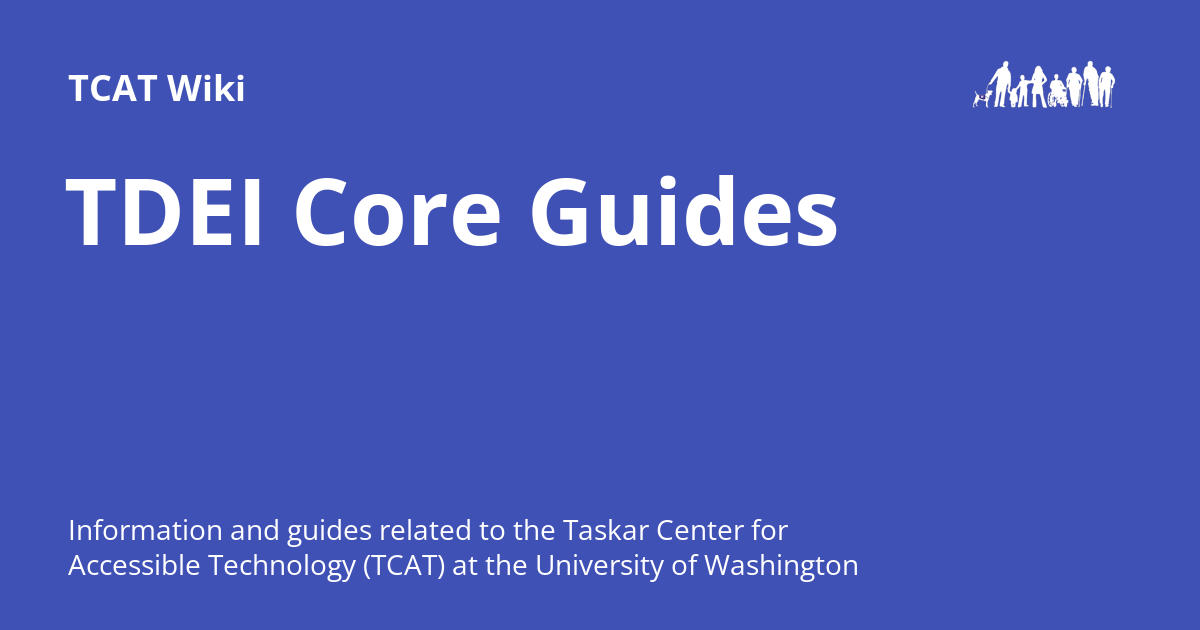 TCAT Wiki
TDEI Core Guides
Information and guides related to the Taskar Center for
Accessible Technology (TCAT) at the University of Washington